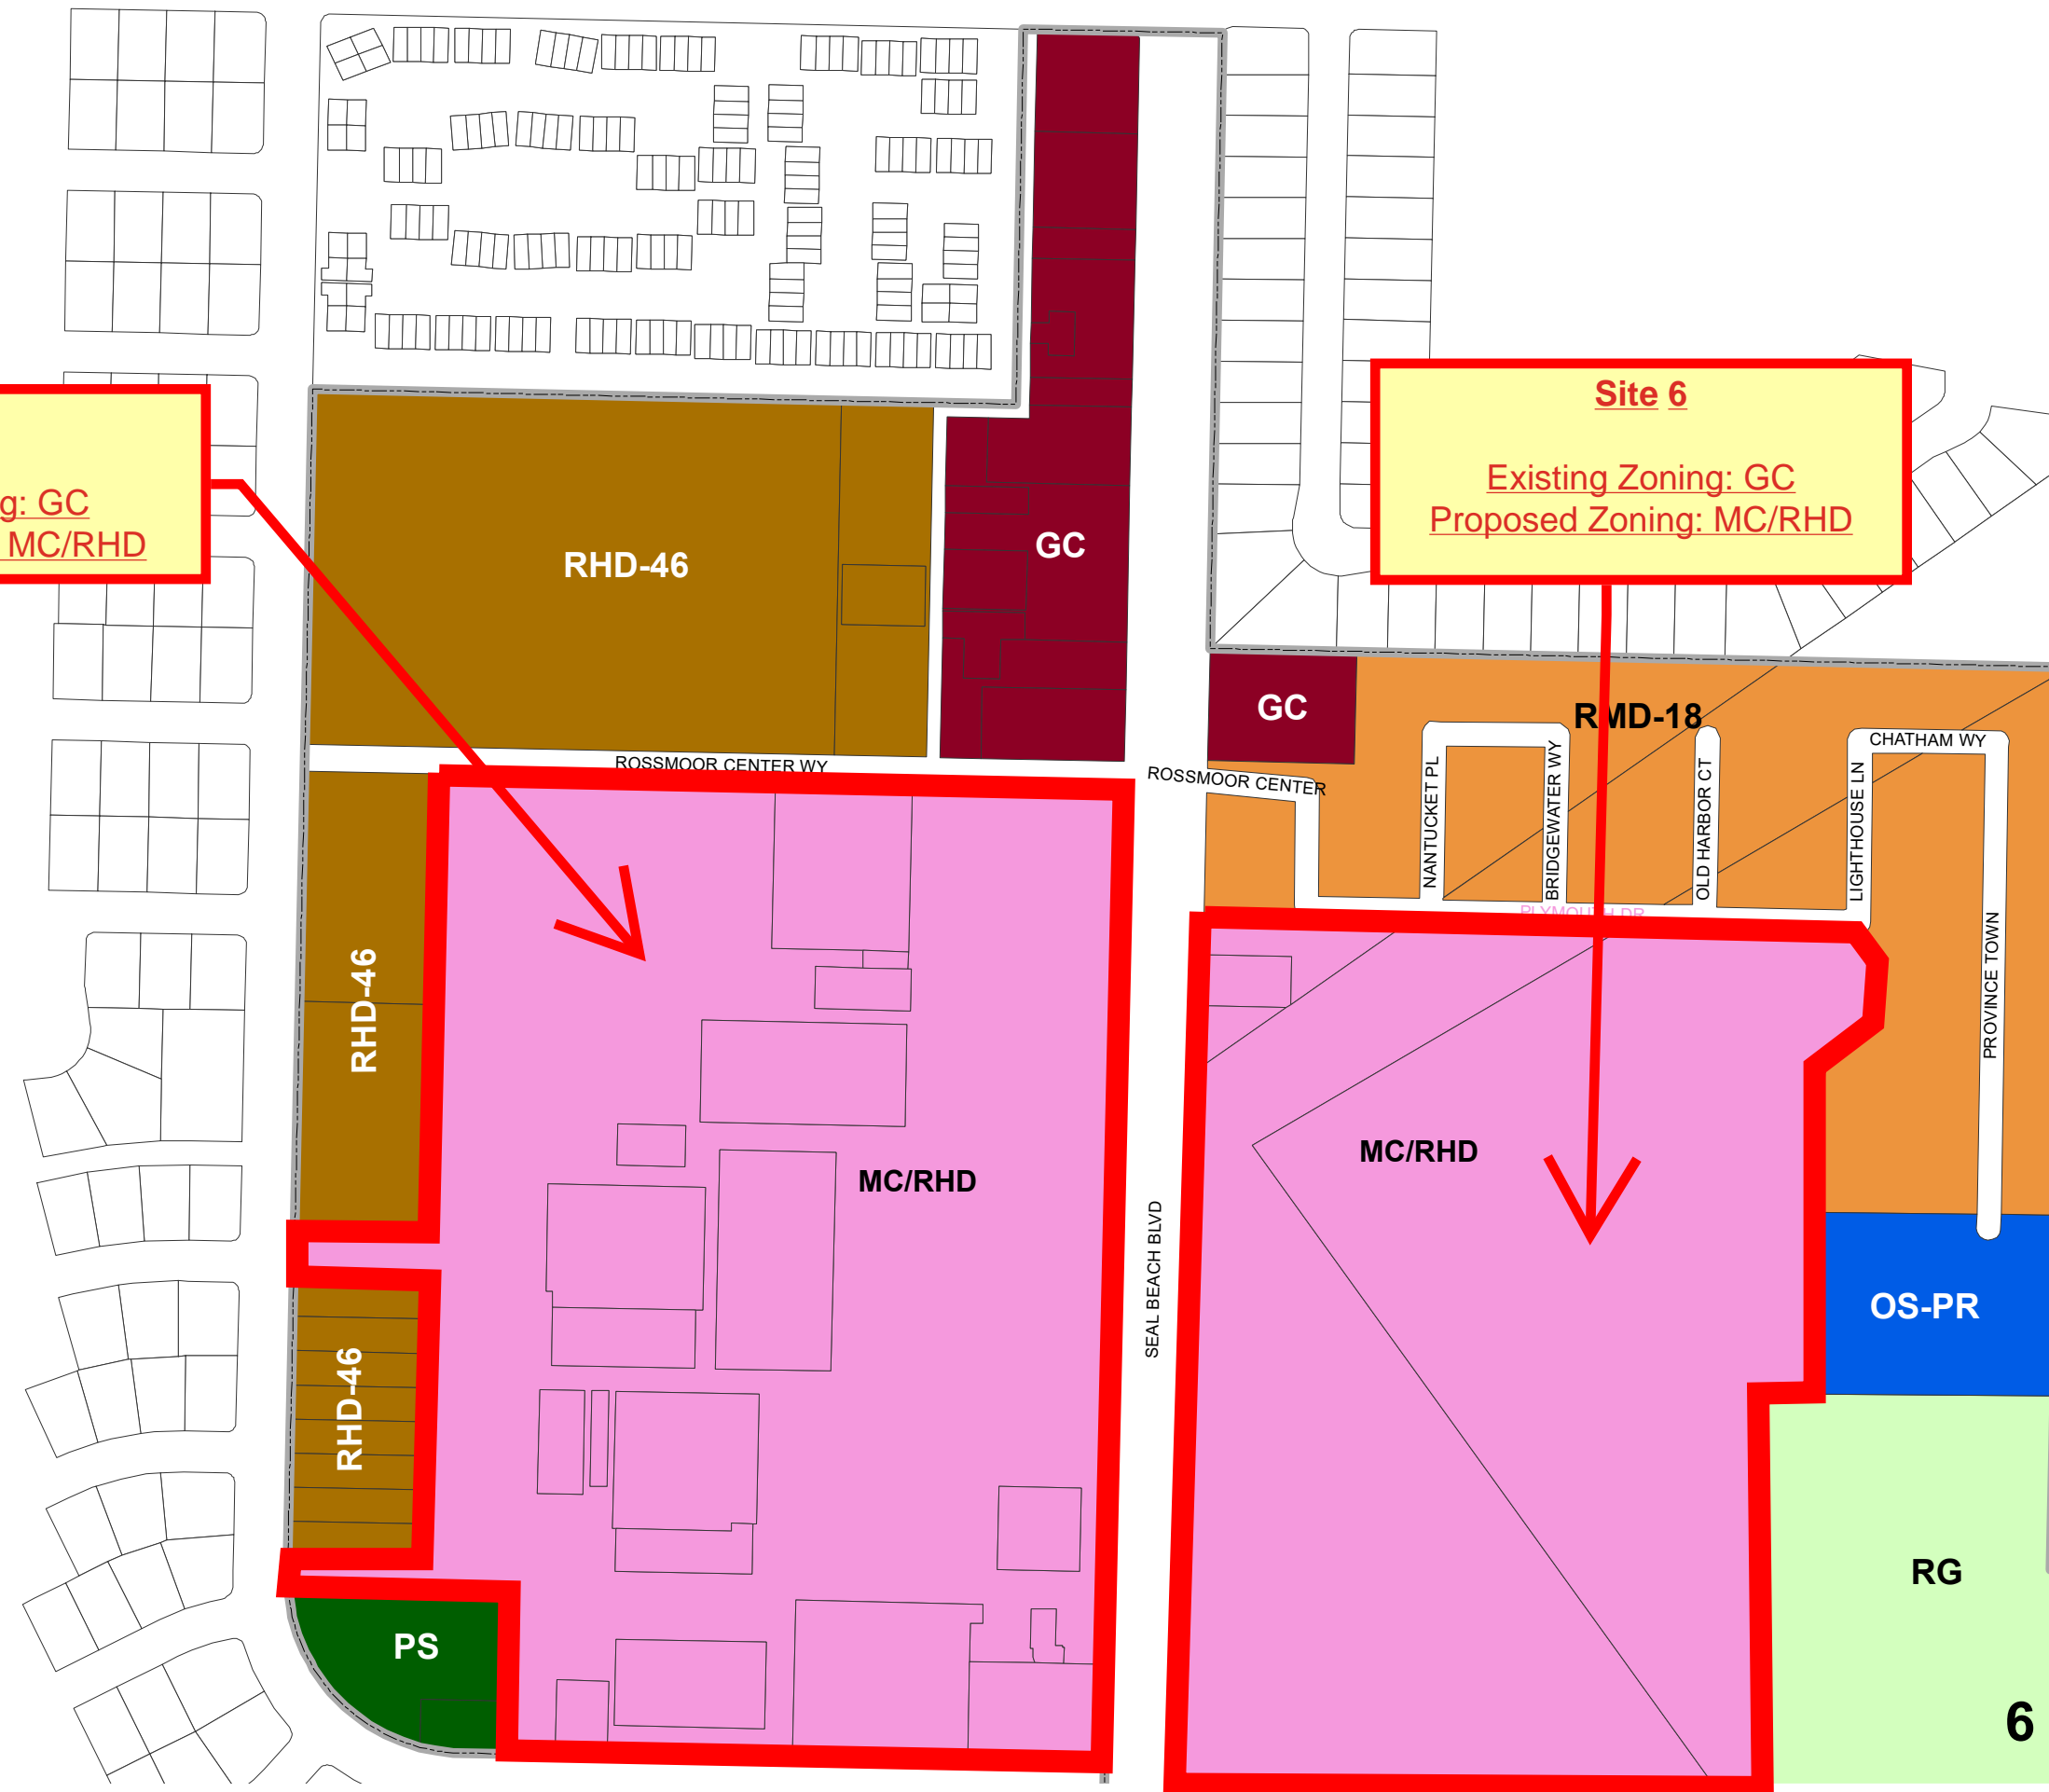 Site 6
Existing Zoning: GC
Proposed Zoning: MC/RHD
g: GC
MC/RHD
RHD-46
GC
GC
RMD-18
ROSSMOOR CENTER WY
ROSSMOOR CENTER
CHATHAM WY
NANTUCKET PL
BRIDGEWATER WY
OLD HARBOR CT
LIGHTHOUSE LN
PLYMOUTH DR
PROVINCE TOWN
RHD-46
MC/RHD
MC/RHD
SEAL BEACH BLVD
OS-PR
RHD-46
RG
PS
6